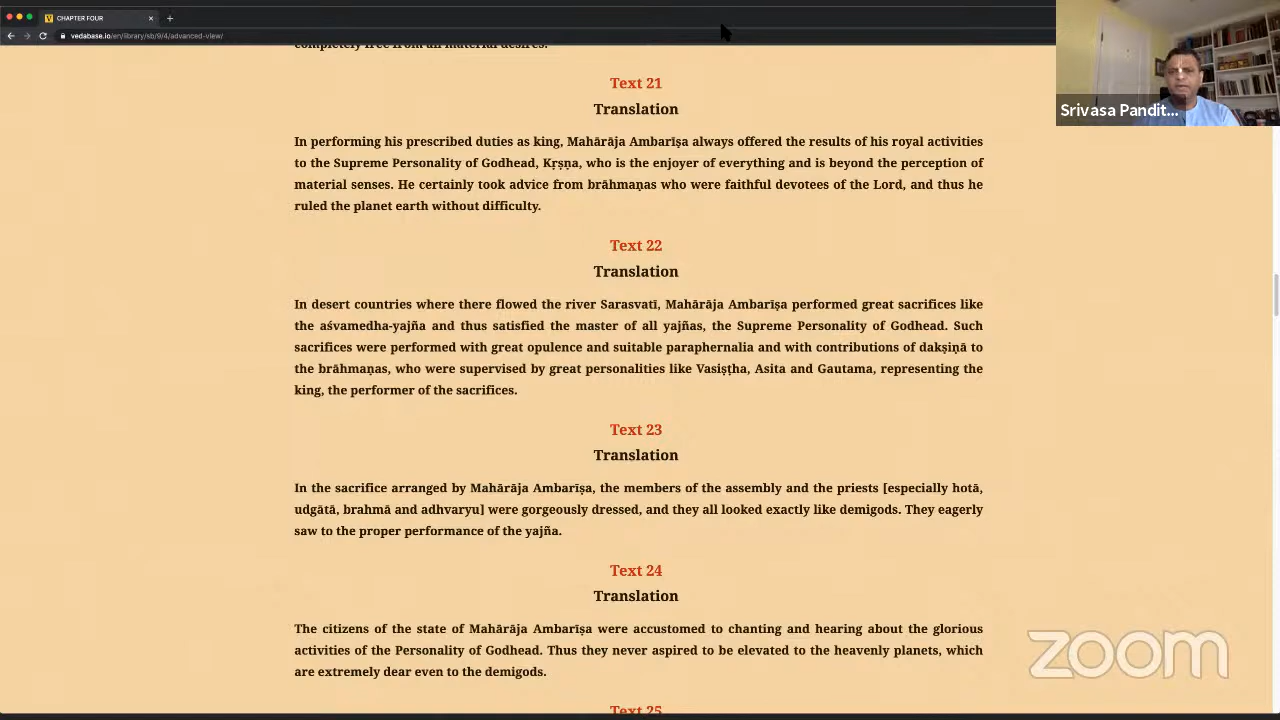 CHAPTER FOUR
vedabase.io/en/library/sb/9/4/advanced-view/
completely free from all material desires.
Srivasa Pandit...
Text 21
Translation
In performing his prescribed duties as king, Mahārāja Ambarīṣa always offered the results of his royal activities
to the Supreme Personality of Godhead, Kṛṣṇa, who is the enjoyer of everything and is beyond the perception of
material senses. He certainly took advice from brāhmaṇas who were faithful devotees of the Lord, and thus he
ruled the planet earth without difficulty.
Text 22
Translation
In desert countries where there flowed the river Sarasvatī, Mahārāja Ambarīṣa performed great sacrifices like
the aśvamedha-yajña and thus satisfied the master of all yajñas, the Supreme Personality of Godhead. Such
sacrifices were performed with great opulence and suitable paraphernalia and with contributions of dakṣiṇā to
the brāhmaṇas, who were supervised by great personalities like Vasiṣṭha, Asita and Gautama, representing the
king, the performer of the sacrifices.
Text 23
Translation
In the sacrifice arranged by Mahārāja Ambarīṣa, the members of the assembly and the priests [especially hotā,
udgātā, brahmā and adhvaryu] were gorgeously dressed, and they all looked exactly like demigods. They eagerly
saw to the proper performance of the yajña.
Text 24
Translation
The citizens of the state of Mahārāja Ambarīṣa were accustomed to chanting and hearing about the glorious
activities of the Personality of Godhead. Thus they never aspired to be elevated to the heavenly planets, which
are extremely dear even to the demigods.
zoom
Text 25